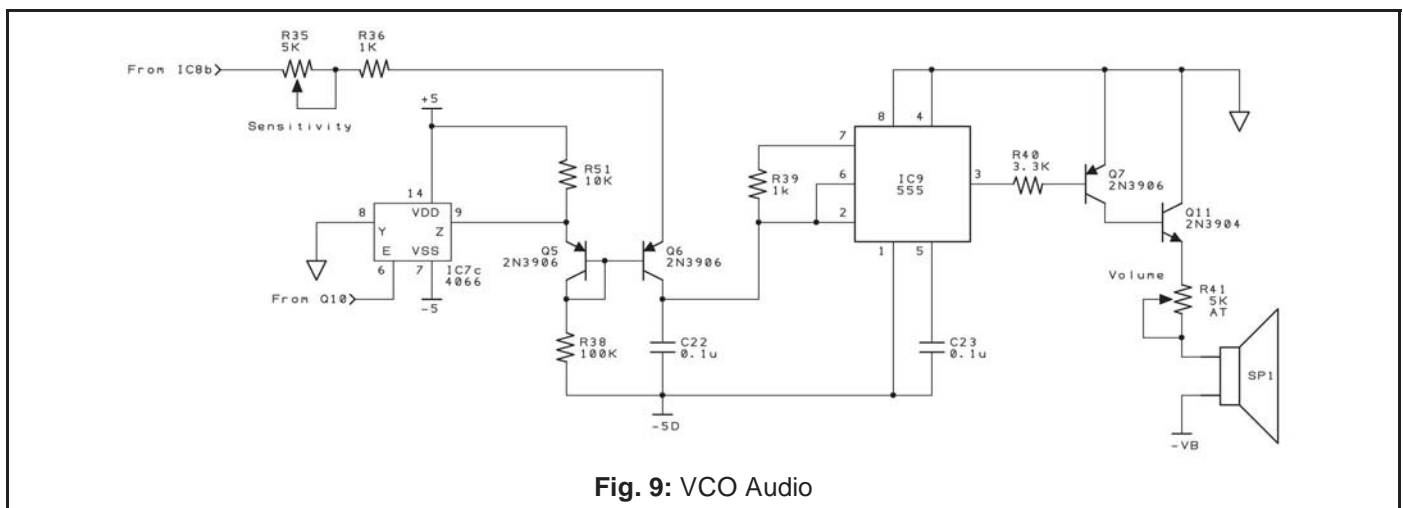 R35
5K
R36
1K
From IC8b
Sensitivity
+5
R51
10K
14
8
VDD
9
Y
Z
E
VSS
6
7
IC7c
4066
From Q10
-5
Q5
2N3906
Q6
2N3906
R38
100K
C22
0.1u
-5D
R39
1k
8
4
7
6
2
IC9
555
3
1
5
C23
0.1u
R40
3.3K
Q7
2N3906
Q11
2N3904
Volume
R41
5K
AT
SP1
-VB
Fig. 9: VCO Audio